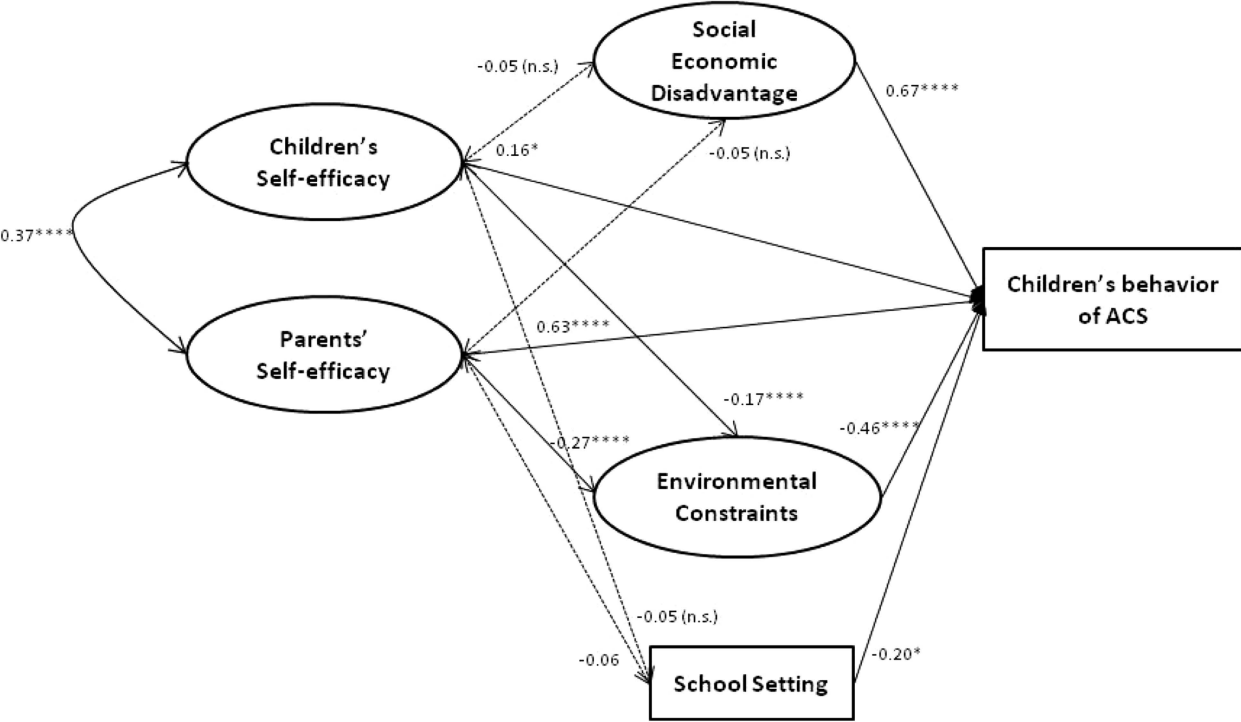 Social
Economic
Disadvantage
-0.05 (n.s.)
0.67****
Children's
Self-efficacy
0.16*
-0.05 (n.s.)
0.37****
Children's behavior
of ACS
Parents'
Self-efficacy
0.63****
-0.17****
-0.46****
-0.27****
Environmental
Constraints
-0.05 (n.s.)
-0.06
-0.20*
School Setting